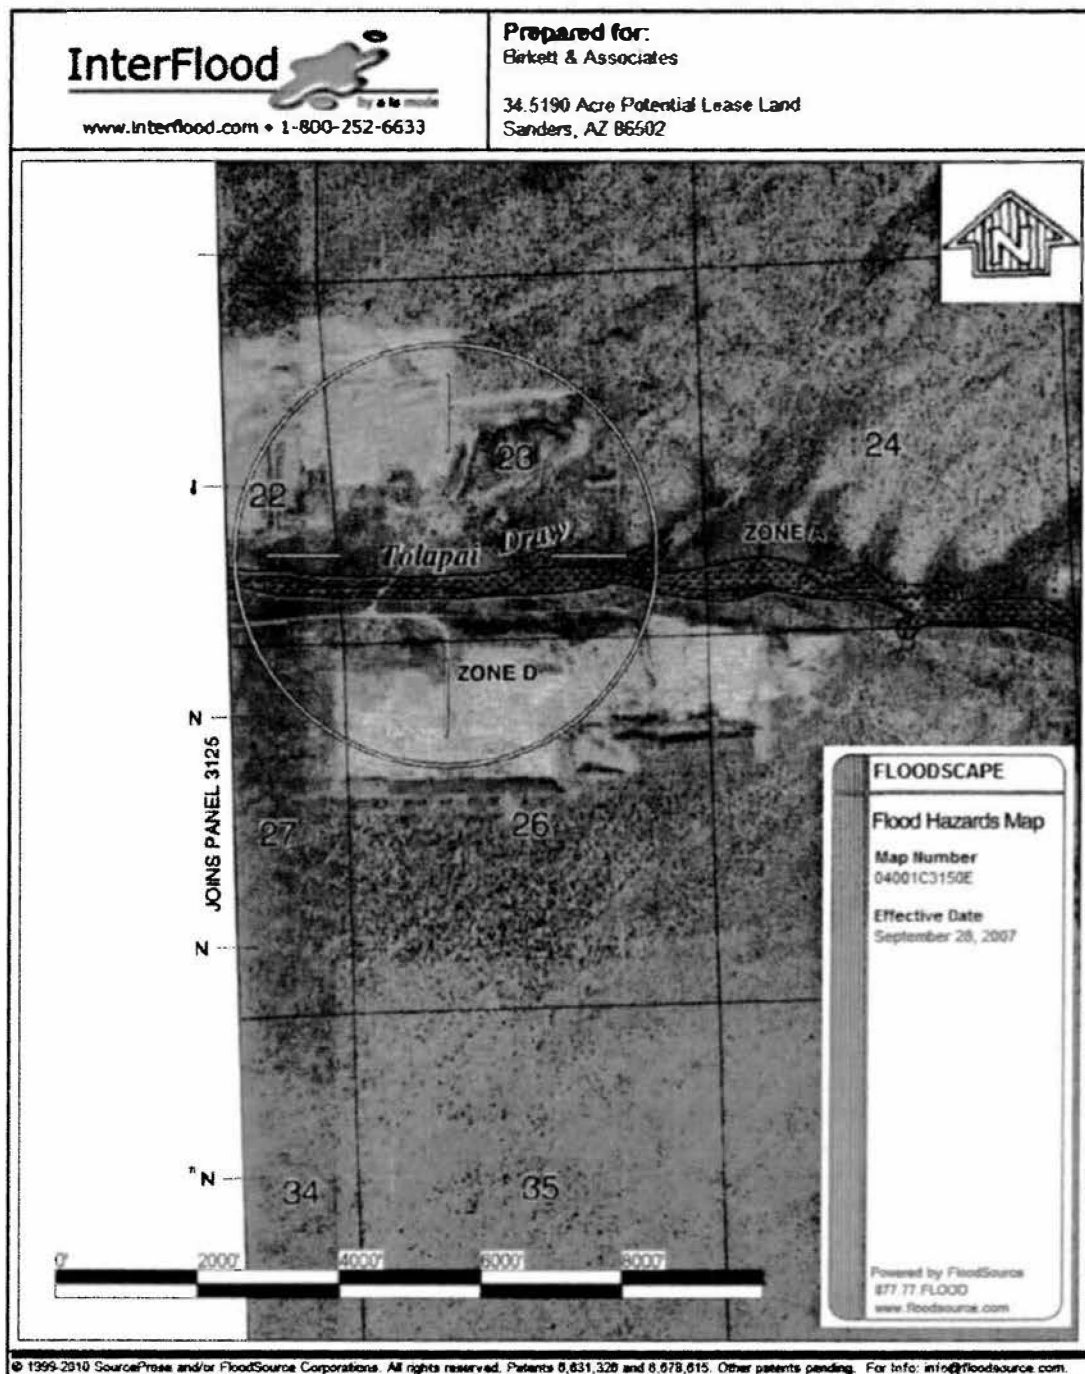 InterFlood
by a la mode
www.interflood.com • 1-800-252-6633
Prepared for:
Birkett & Associates
34.5190 Acre Potential Lease Land
Sanders, AZ 86502
N
24
23
22
ZONE A
Tolapai Draw
ZONE D
N
JOINS PANEL 3125
27
26
N
N
34
35
0'
2000'
4000'
6000'
8000'
FLOODSCAPE
Flood Hazards Map
Map Number
04001C3150E
Effective Date
September 28, 2007
Powered by FloodSource
877.77.FLOOD
www.floodsource.com
© 1999-2010 SourceProse and/or FloodSource Corporations. All rights reserved. Patents 6,631,326 and 6,678,615. Other patents pending. For Info: info@floodsource.com.